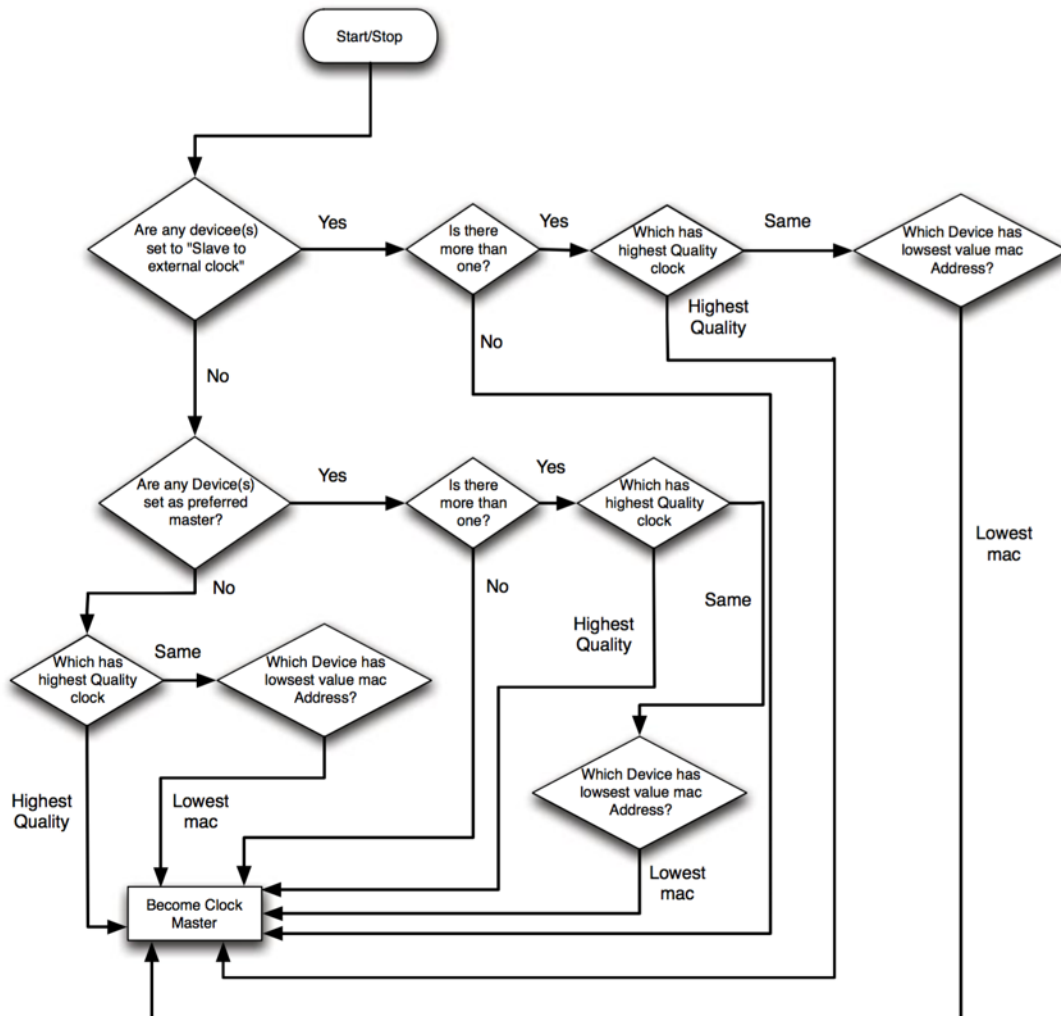 Start/Stop
Are any devicee(s)
set to "Slave to
external clock"
Yes
Is there
more than
one?
Yes
Which has
highest Quality
clock
Same
Which Device has
lowsest value mac
Address?
Highest
Quality
No
No
Lowest
mac
Are any Device(s)
set as preferred
master?
Yes
Is there
more than
one?
Yes
Which has
highest Quality
clock
Same
No
No
Highest
Quality
Which has
highest Quality
clock
Same
Which Device has
lowsest value mac
Address?
Which Device has
lowsest value mac
Address?
Highest
Quality
Lowest
mac
Lowest
mac
Become Clock
Master